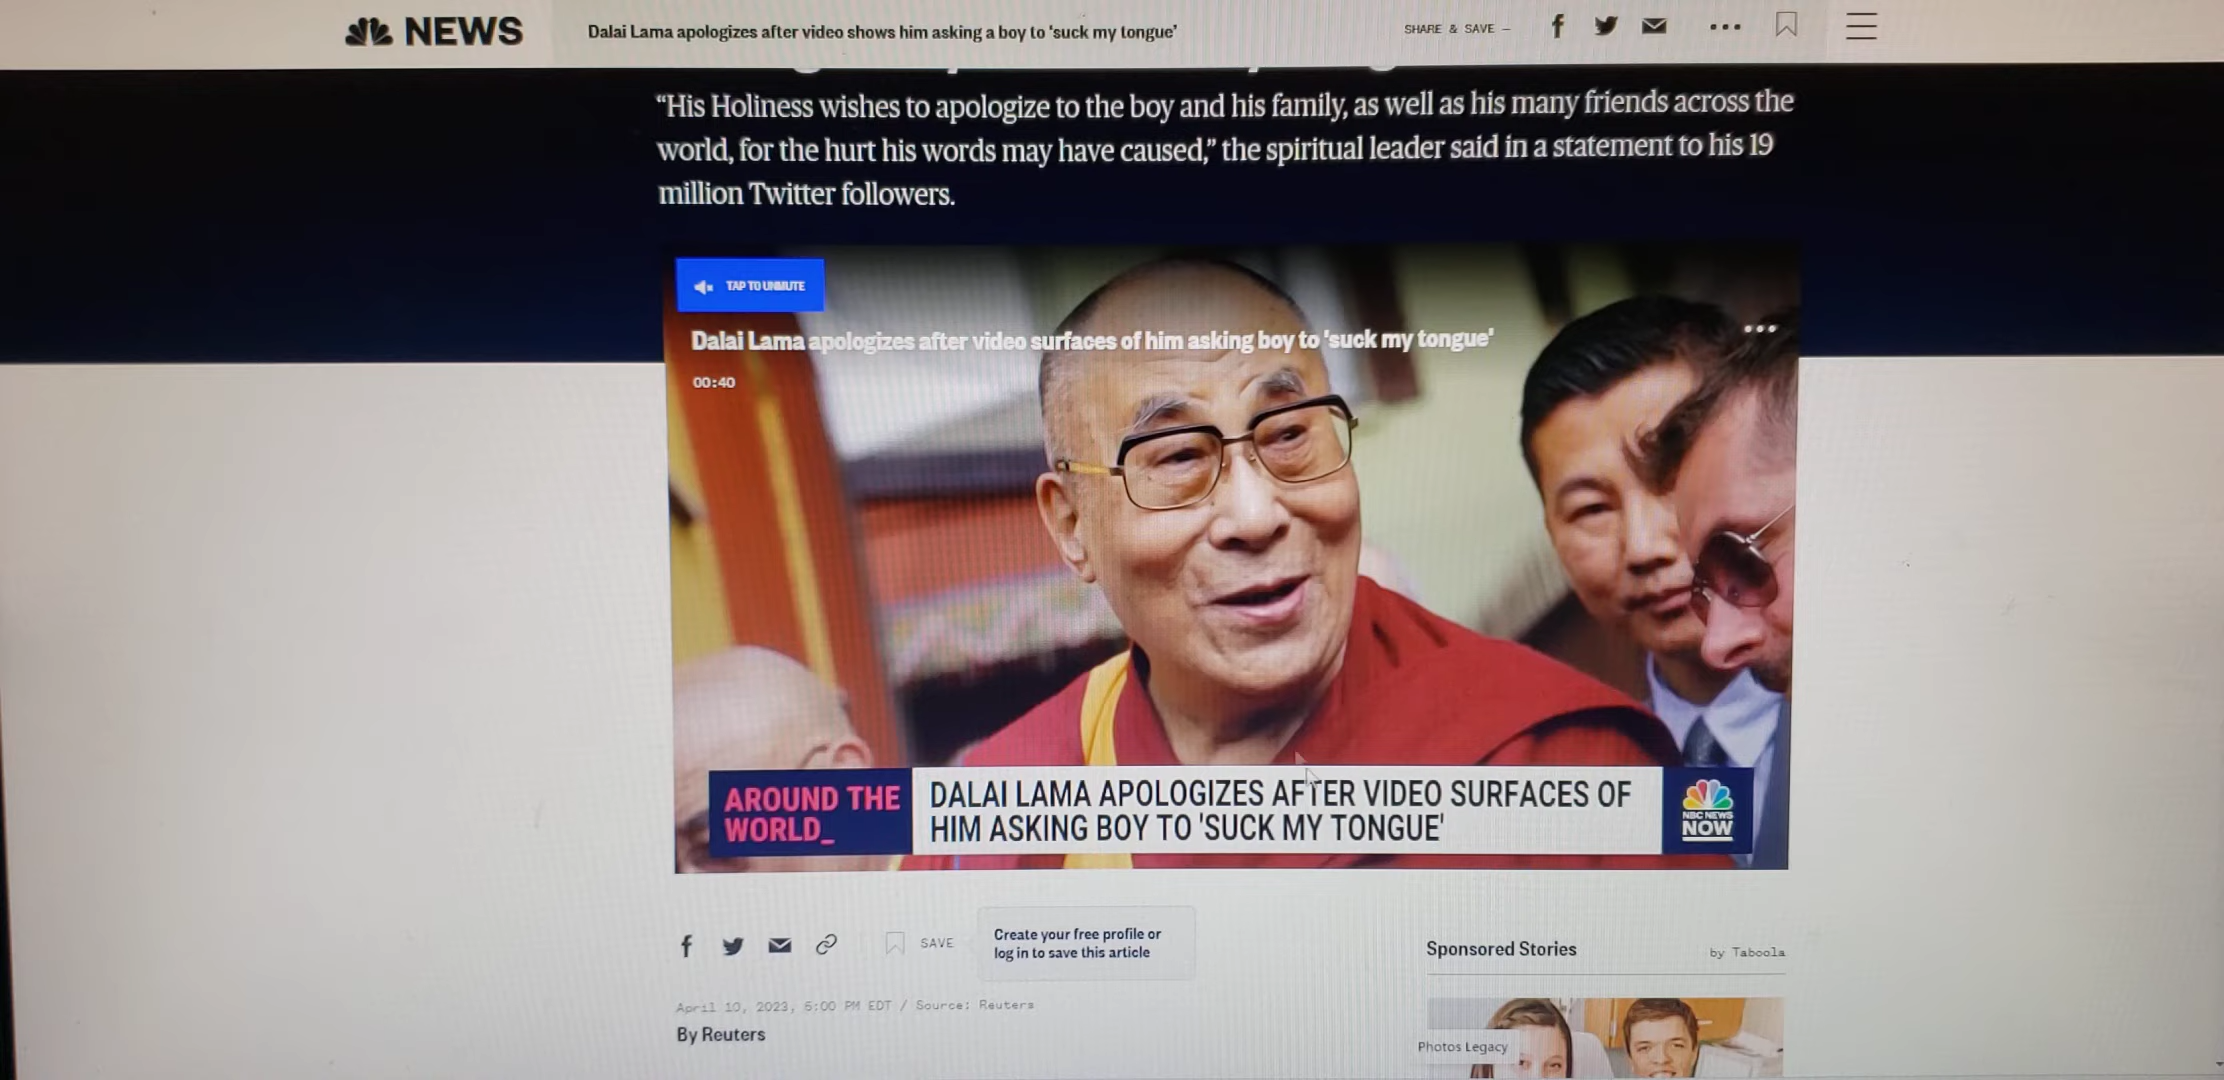 NEWS
Dalai Lama apologizes after video shows him asking a boy to 'suck my tongue'
SHARE & SAVE —
“His Holiness wishes to apologize to the boy and his family, as well as his many friends across the
world, for the hurt his words may have caused,” the spiritual leader said in a statement to his 19
million Twitter followers.
TAP TO UNMUTE
Dalai Lama apologizes after video surfaces of him asking boy to 'suck my tongue'
00:40
AROUND THE
WORLD_
DALAI LAMA APOLOGIZES AFTER VIDEO SURFACES OF
HIM ASKING BOY TO 'SUCK MY TONGUE'
NBC NEWS
NOW
SAVE
Create your free profile or
log in to save this article
Sponsored Stories
by Taboola
April 10, 2023, 5:00 PM EDT / Source: Reuters
By Reuters
Photos Legacy